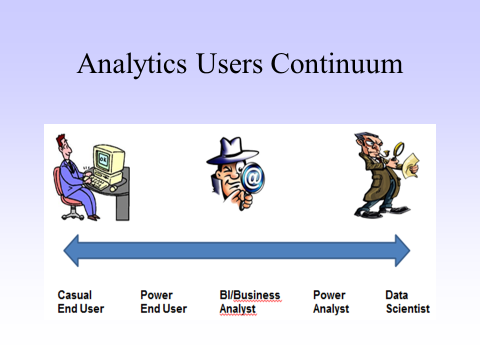 Analytics Users Continuum
@
Casual
End User
Power
End User
BI/Business
Analyst
Power
Analyst
Data
Scientist